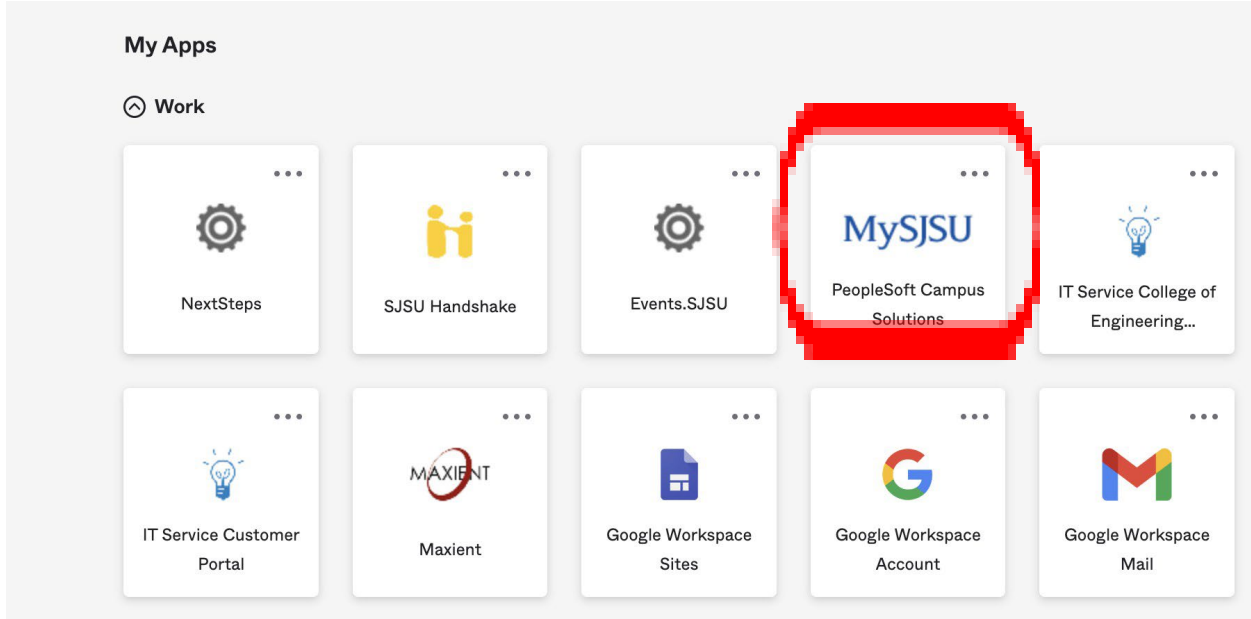 My Apps
Work
NextSteps
SJSU Handshake
Events.SJSU
MySJSU
PeopleSoft Campus
Solutions
IT Service College of
Engineering...
IT Service Customer
Portal
MAXIENT
Maxient
Google Workspace
Sites
Google Workspace
Account
Google Workspace
Mail